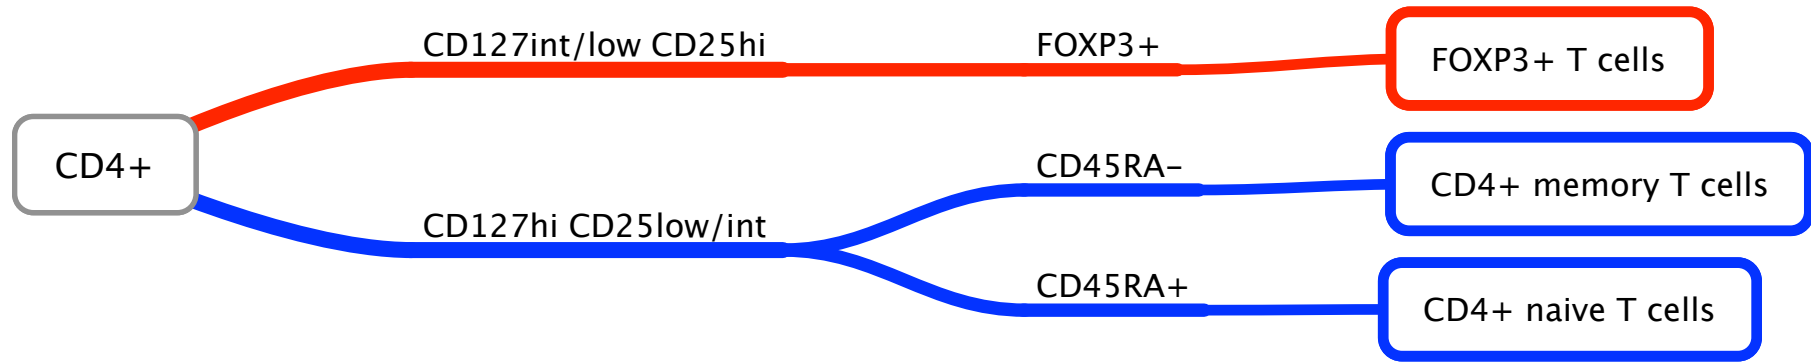 CD4+
CD127int/low CD25hi
FOXP3+
FOXP3+ T cells
CD127hi CD25low/int
CD45RA-
CD4+ memory T cells
CD45RA+
CD4+ naive T cells